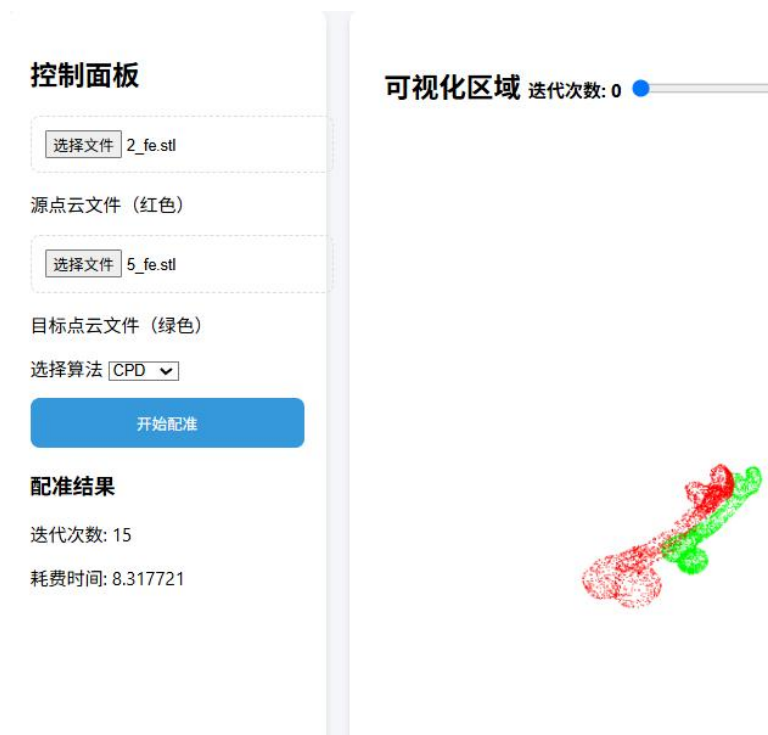 控制面板
选择文件 2_fe.stl
源点云文件（红色）
选择文件 5_fe.stl
目标点云文件（绿色）
选择算法 CPD
开始配准
配准结果
迭代次数: 15
耗费时间: 8.317721
可视化区域 迭代次数: 0